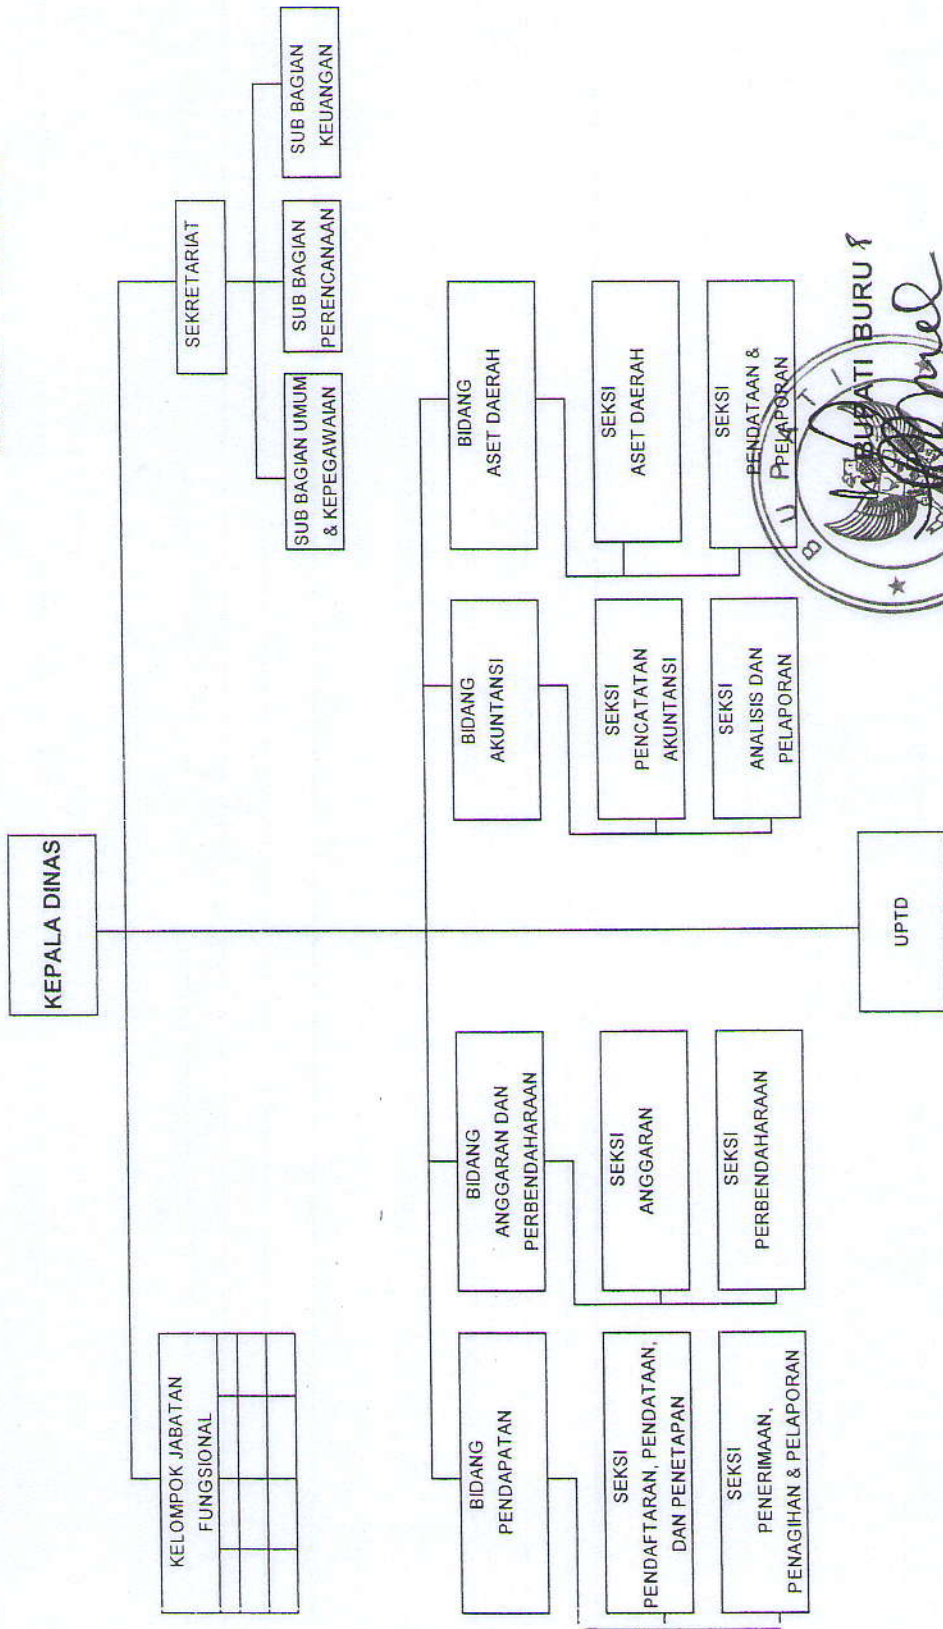 KEPALA DINAS
KELOMPOK JABATAN
FUNGSIONAL
SEKRETARIAT
SUB BAGIAN UMUM
& KEPEGAWAIAN
SUB BAGIAN
PERENCANAAN
SUB BAGIAN
KEUANGAN
BIDANG
PENDAPATAN
BIDANG
ANGGARAN DAN
PERBENDAHARAAN
BIDANG
AKUNTANSI
BIDANG
ASET DAERAH
SEKSI
PENDAFTARAN, PENDATAAN,
DAN PENETAPAN
SEKSI
ANGGARAN
SEKSI
PENCATATAN
AKUNTANSI
SEKSI
ASET DAERAH
SEKSI
PENERIMAAN,
PENAGIHAN & PELAPORAN
SEKSI
PERBENDAHARAAN
SEKSI
ANALISIS DAN
PELAPORAN
SEKSI
PENDATAAN &
PELAPORAN
UPTD
BUPATI BURU
BUPATI